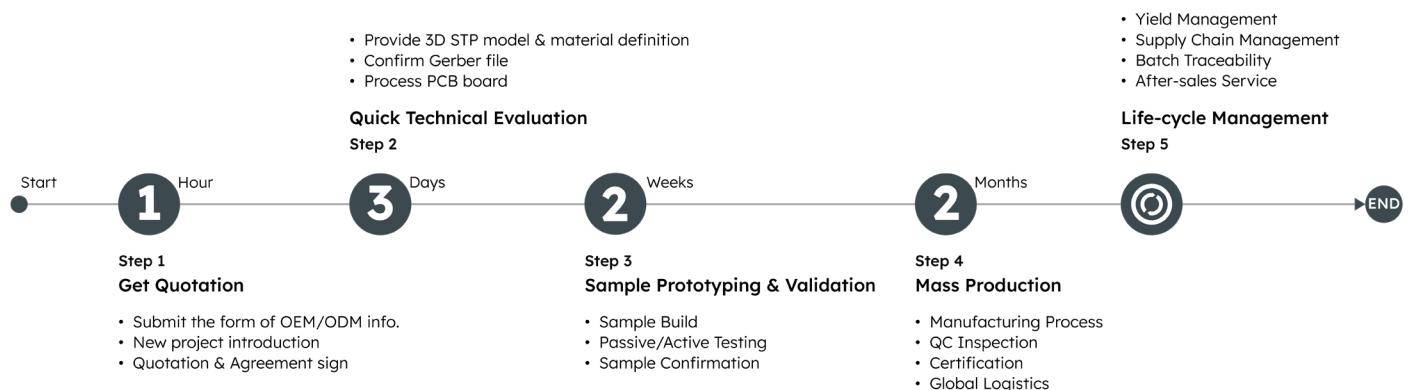 Start
1
Hour
Step 1
Get Quotation
• Submit the form of OEM/ODM info.
• New project introduction
• Quotation & Agreement sign
• Provide 3D STP model & material definition
• Confirm Gerber file
• Process PCB board
Quick Technical Evaluation
Step 2
3
Days
2
Weeks
Step 3
Sample Prototyping & Validation
• Sample Build
• Passive/Active Testing
• Sample Confirmation
2
Months
Step 4
Mass Production
• Manufacturing Process
• QC Inspection
• Certification
• Global Logistics
• Yield Management
• Supply Chain Management
• Batch Traceability
• After-sales Service
Life-cycle Management
Step 5
END